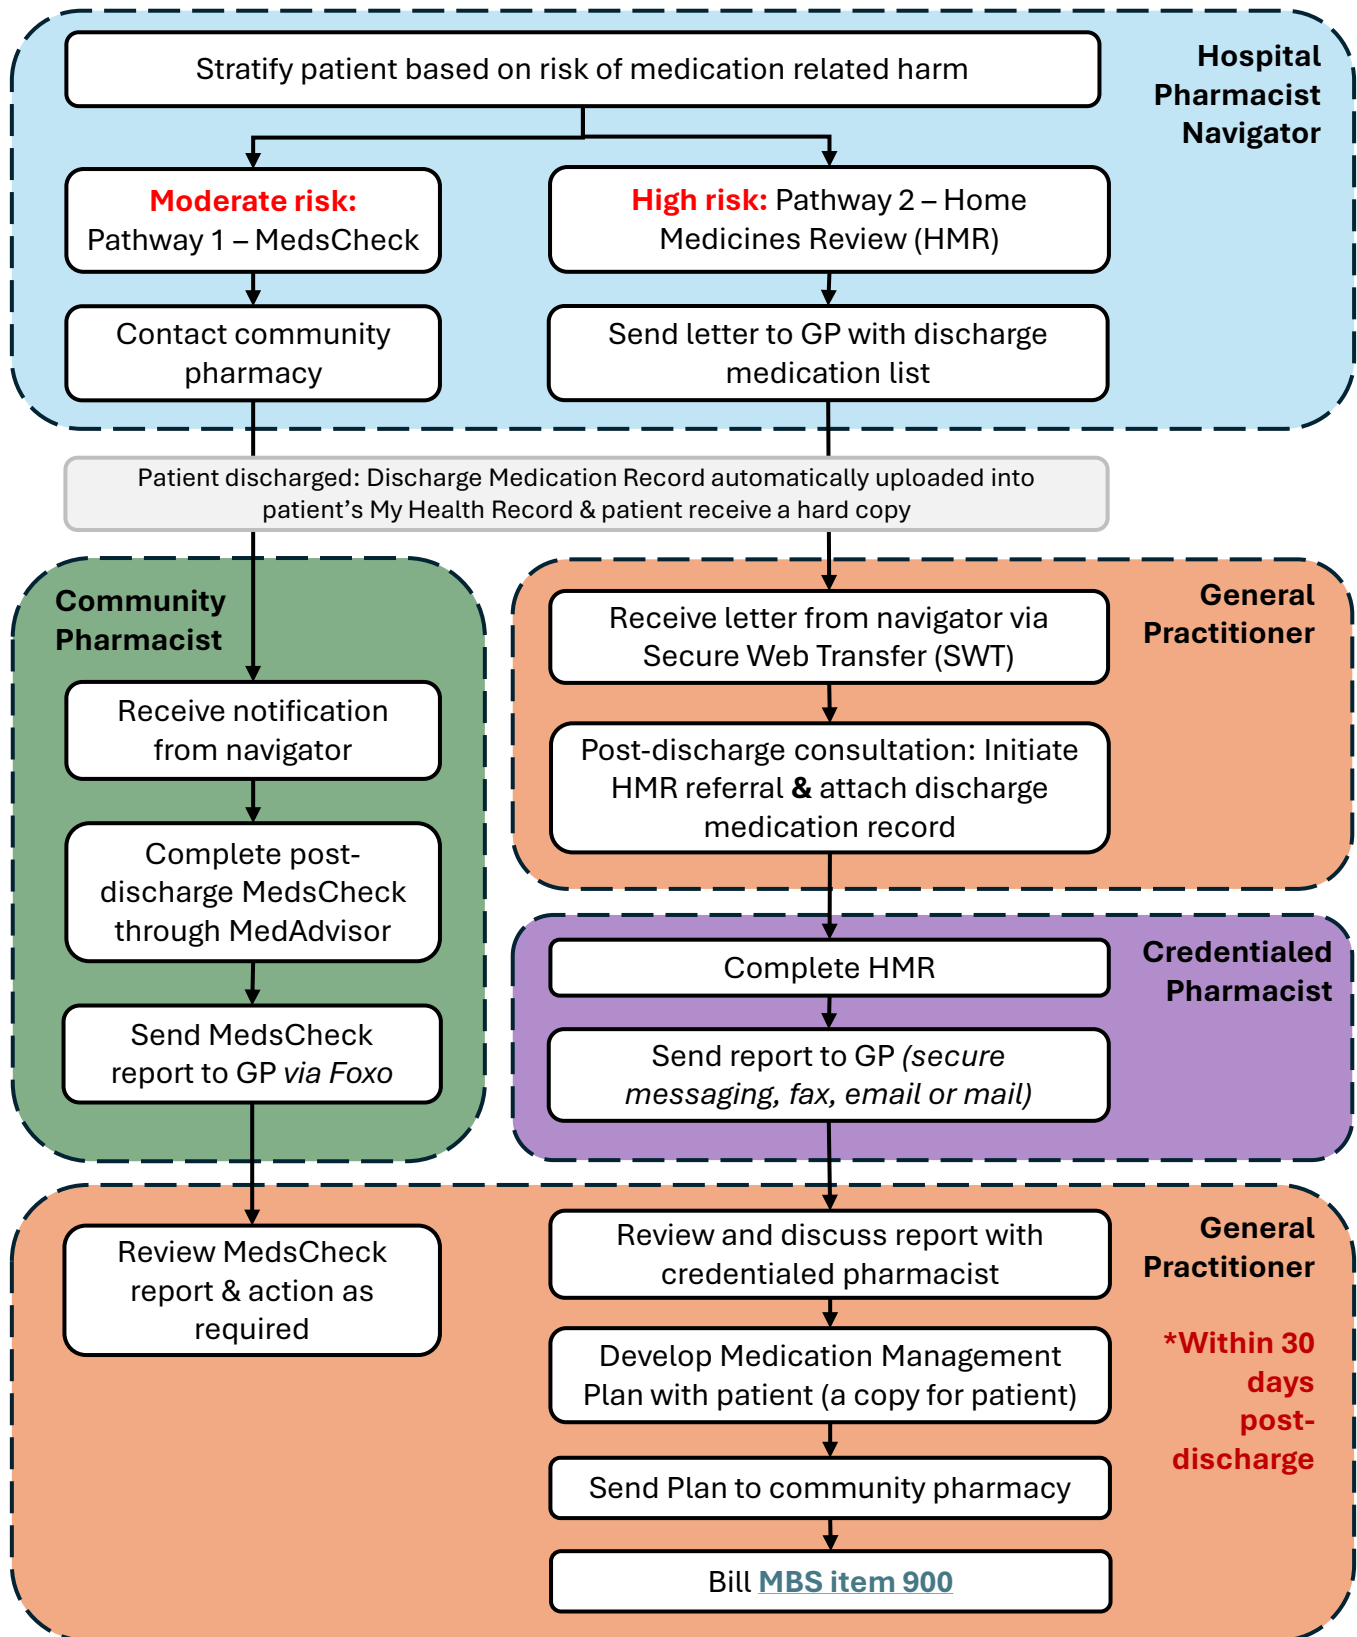 Stratify patient based on risk of medication related harm
Hospital
Pharmacist
Navigator
Moderate risk:
Pathway 1 – MedsCheck
High risk: Pathway 2 – Home
Medicines Review (HMR)
Contact community
pharmacy
Send letter to GP with discharge
medication list
Patient discharged: Discharge Medication Record automatically uploaded into
patient’s My Health Record & patient receive a hard copy
Community
Pharmacist
Receive notification
from navigator
Complete post-
discharge MedsCheck
through MedAdvisor
Send MedsCheck
report to GP via Foxo
General
Practitioner
Receive letter from navigator via
Secure Web Transfer (SWT)
Post-discharge consultation: Initiate
HMR referral & attach discharge
medication record
Credentialed
Pharmacist
Complete HMR
Send report to GP (secure
messaging, fax, email or mail)
Review MedsCheck
report & action as
required
Review and discuss report with
credentialed pharmacist
Develop Medication Management
Plan with patient (a copy for patient)
Send Plan to community pharmacy
Bill MBS item 900
General
Practitioner
*Within 30
days
post-
discharge